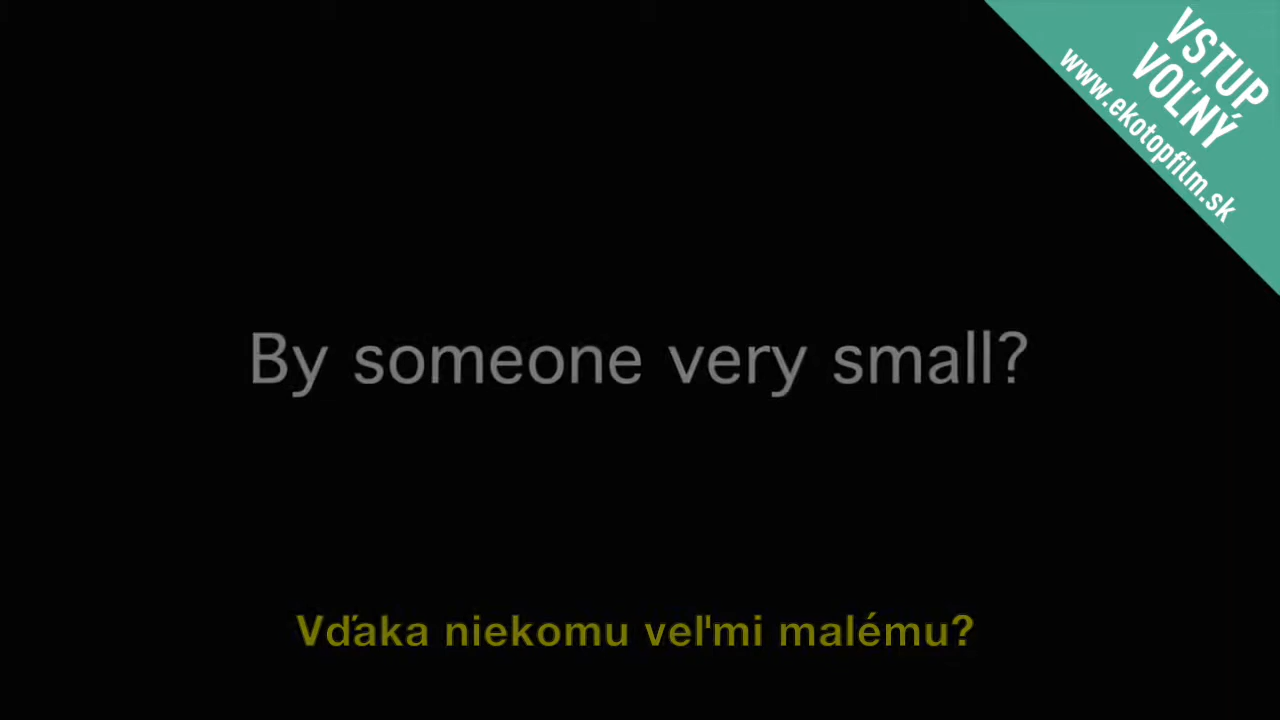 VSTUP
VOĽNÝ
www.ekotopfilm.sk
By someone very small?
Vďaka niekomu veľmi malému?